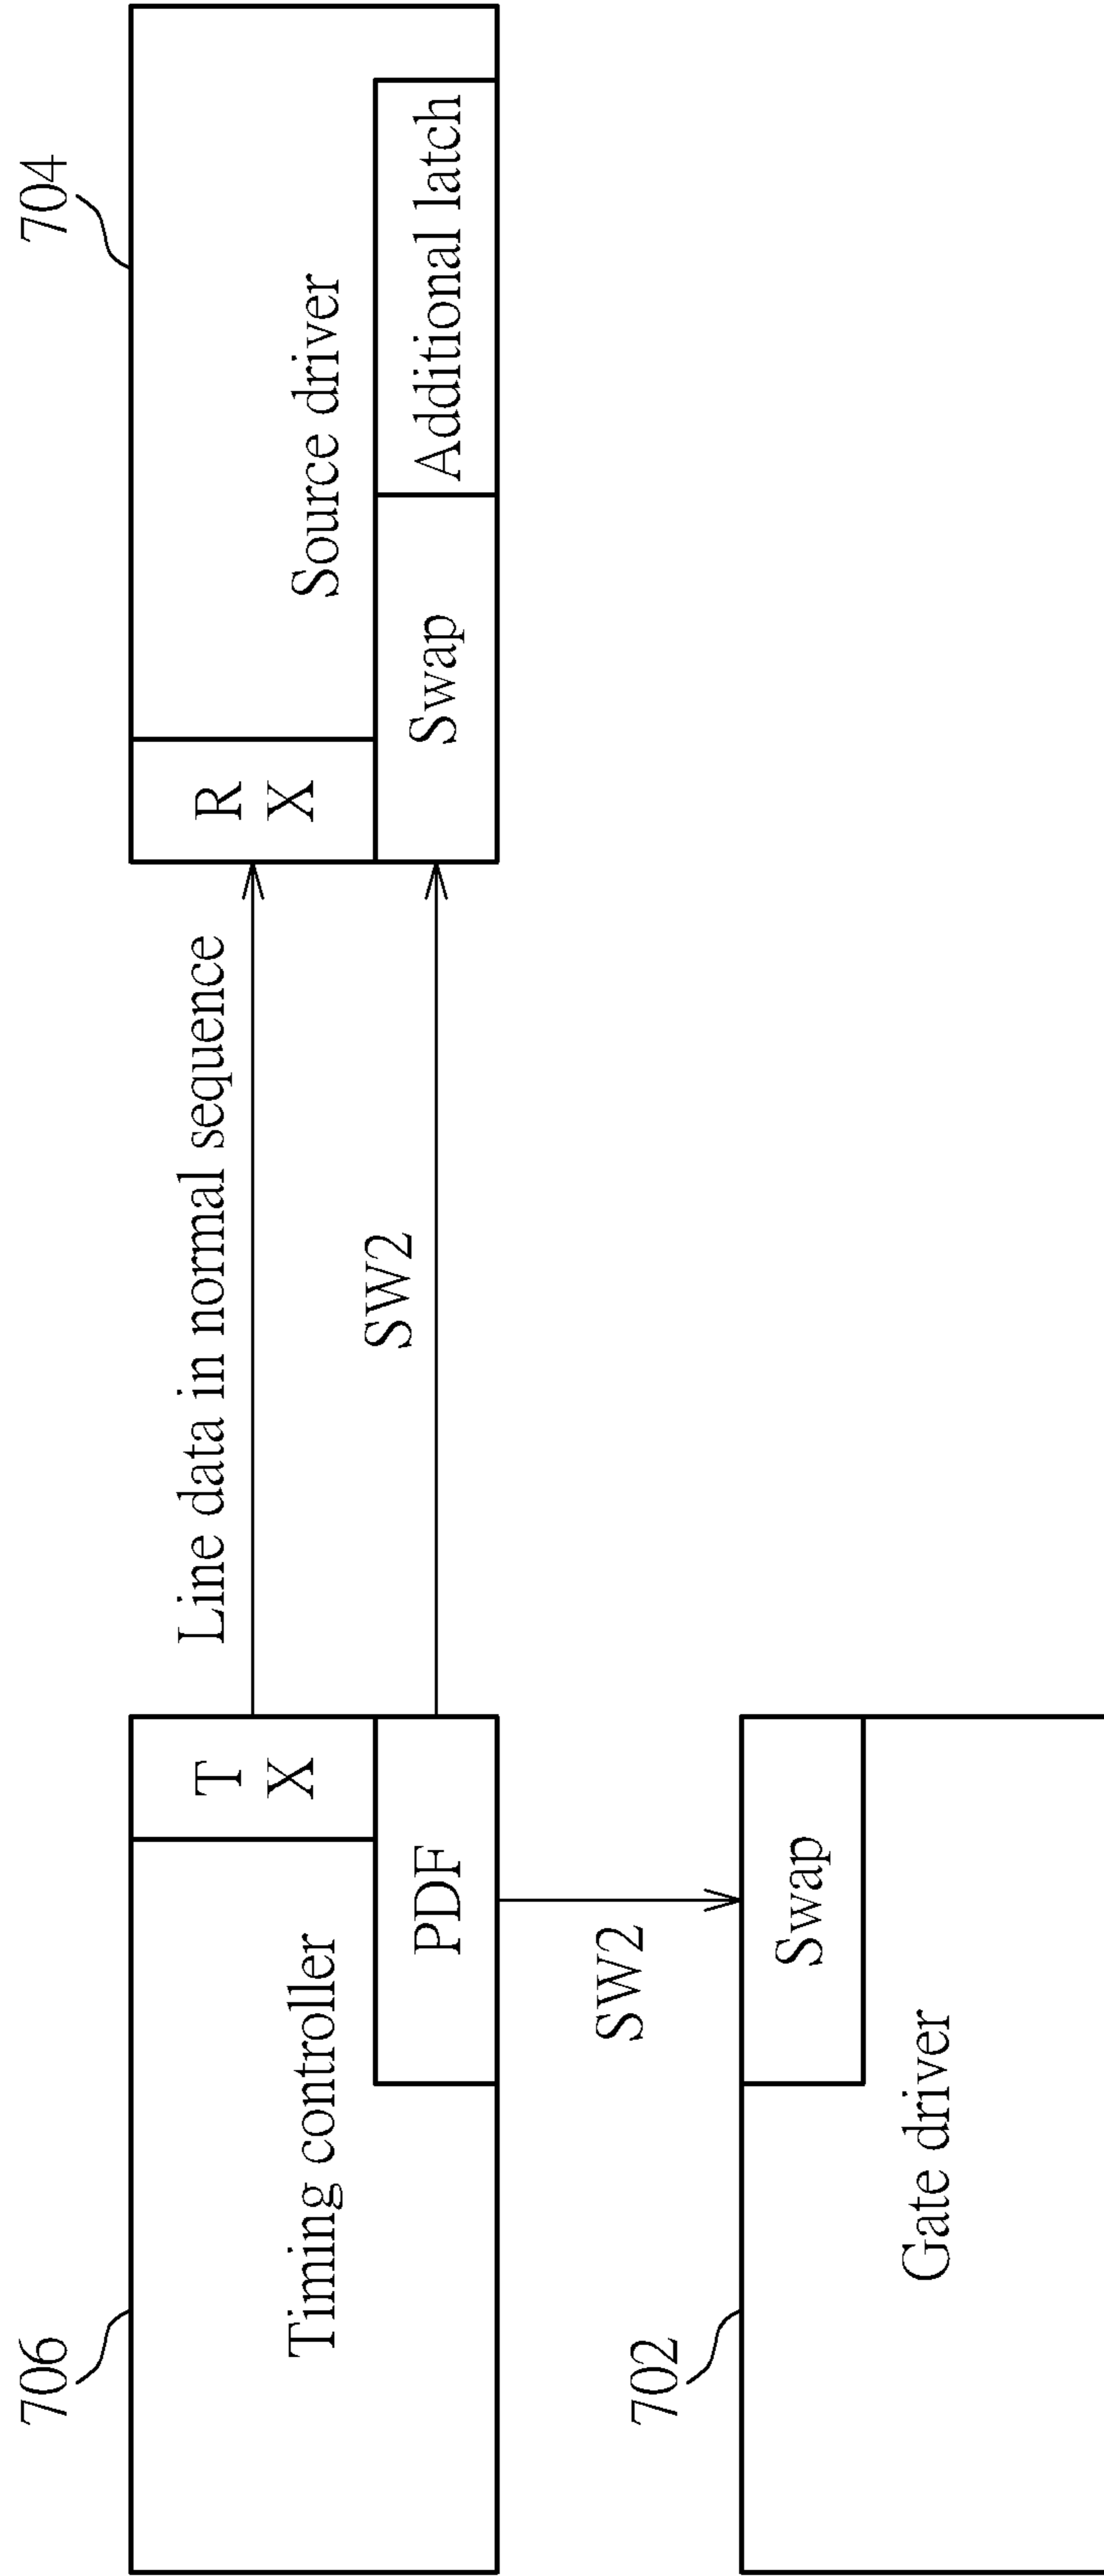 706
Timing controller
T
X
PDF
Line data in normal sequence
SW2
704
R
X
Source driver
Swap
Additional latch
SW2
702
Swap
Gate driver